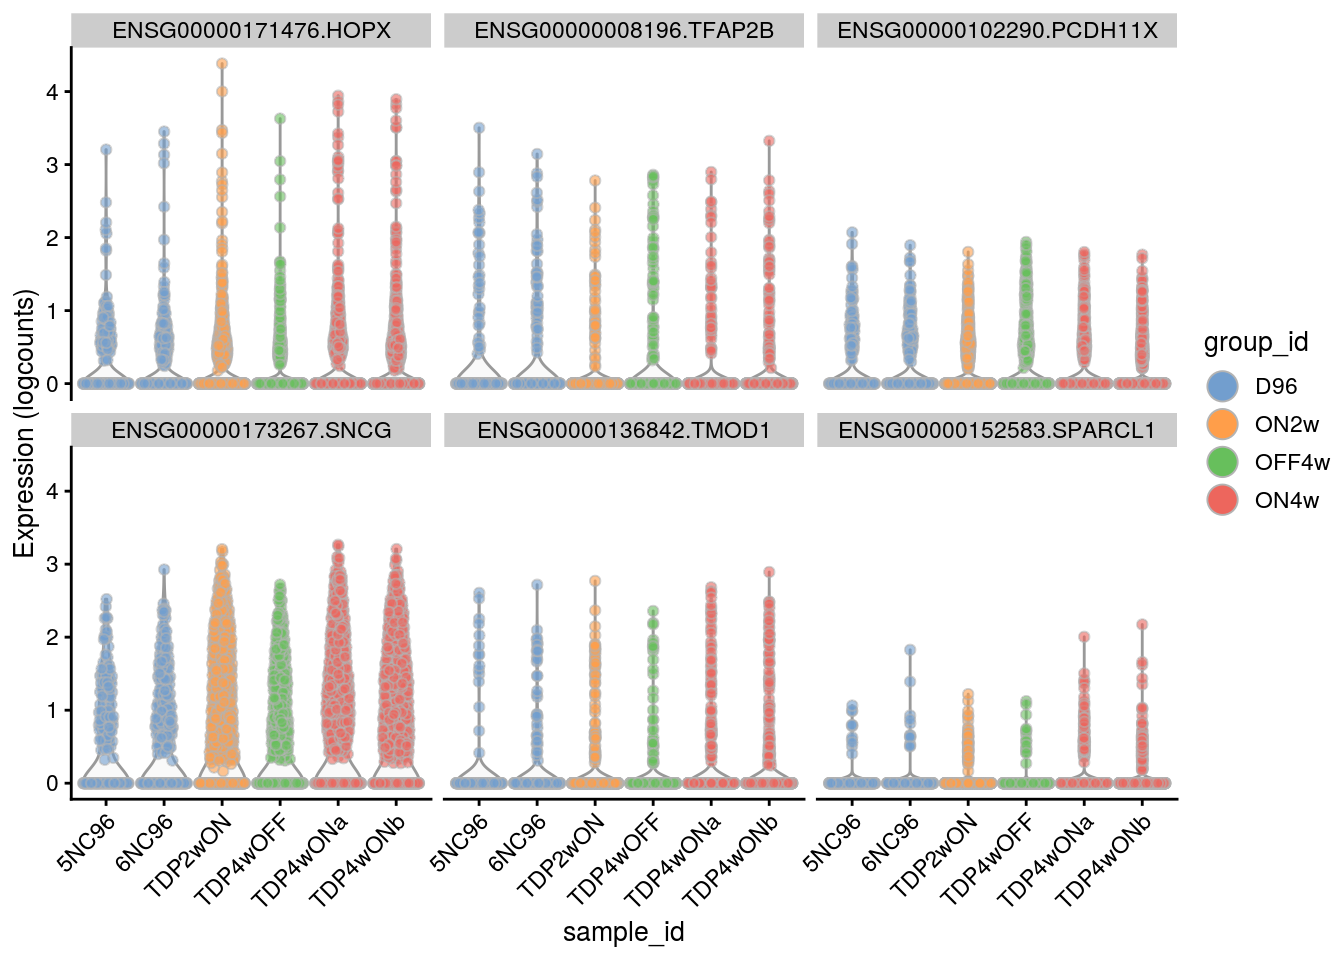 ENSG00000171476.HOPX
ENSG00000008196.TFAP2B
ENSG00000102290.PCDH11X
4
3
2
1
0
ENSG00000173267.SNCG
ENSG00000136842.TMOD1
ENSG00000152583.SPARCL1
4
3
2
1
0
Expression (logcounts)
5NC96
6NC96
TDP2wON
TDP4wOFF
TDP4wONa
TDP4wONb
5NC96
6NC96
TDP2wON
TDP4wOFF
TDP4wONa
TDP4wONb
5NC96
6NC96
TDP2wON
TDP4wOFF
TDP4wONa
TDP4wONb
sample_id
group_id
D96
ON2w
OFF4w
ON4w